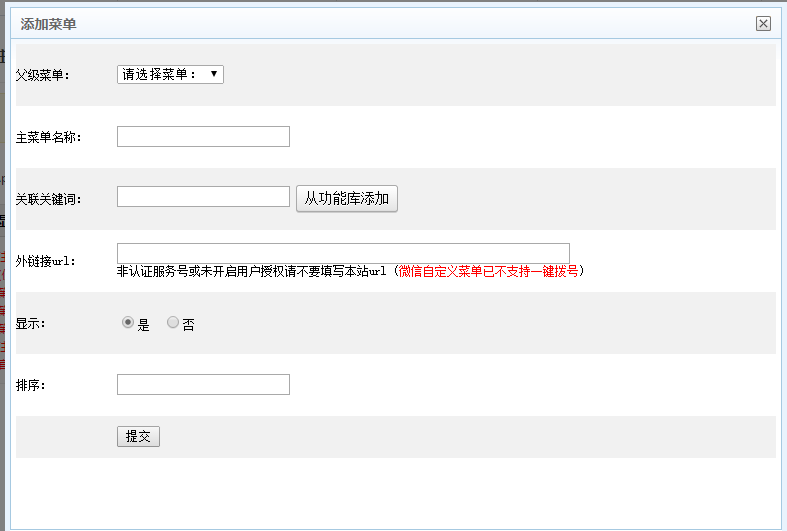 添加菜单
父级菜单： 请选择菜单：
主菜单名称：
关联关键词： 从功能库添加
外链接url：
非认证服务号或未开启用户授权请不要填写本站url（微信自定义菜单已不支持一键拨号）
显示： 是 否
排序：
提交